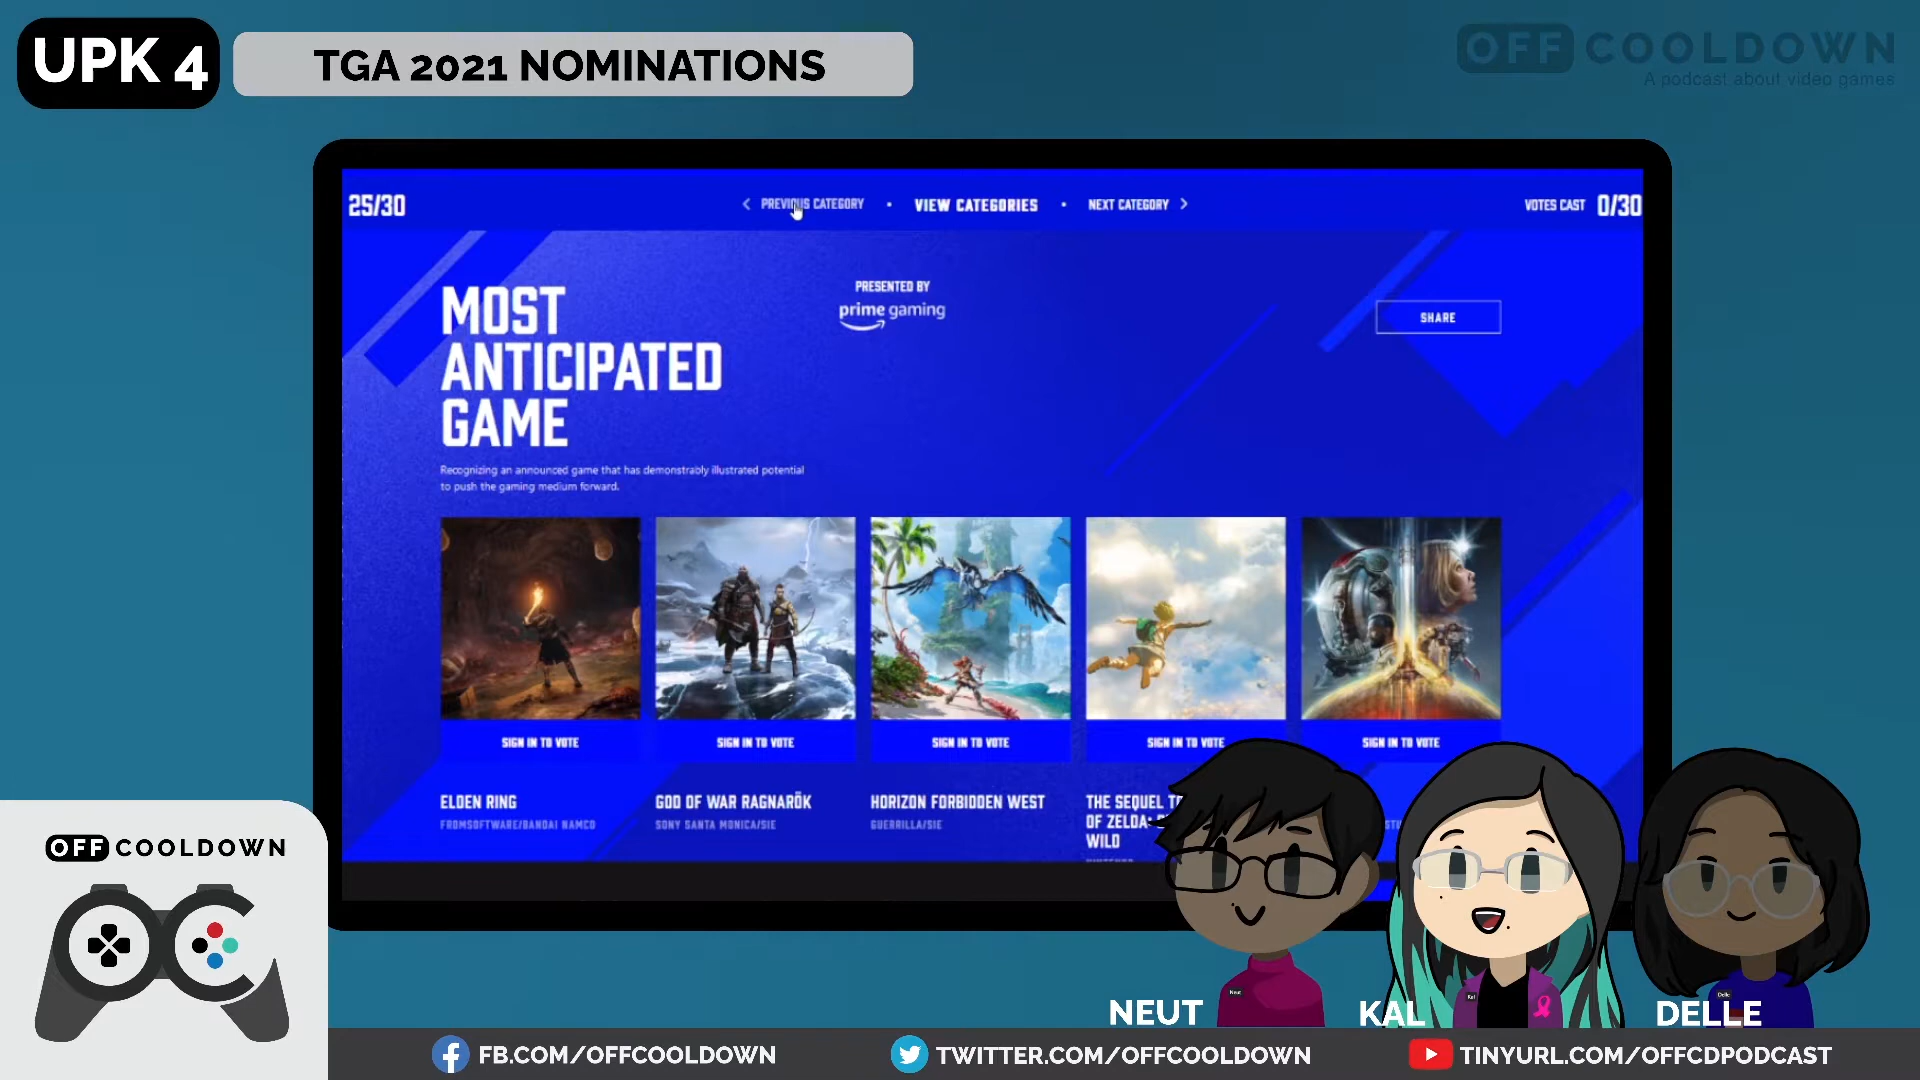 UPK 4
TGA 2021 NOMINATIONS
OFF COOLDOWN
A podcast about video games
25/30
PREVIOUS CATEGORY
VIEW CATEGORIES
NEXT CATEGORY
VOTES CAST 0/30
MOST
ANTICIPATED
GAME
PRESENTED BY
prime gaming
SHARE
Recognizing an announced game that has demonstrably illustrated potential
to push the gaming medium forward.
SIGN IN TO VOTE
SIGN IN TO VOTE
SIGN IN TO VOTE
SIGN IN TO VOTE
SIGN IN TO VOTE
ELDEN RING
FROMSOFTWARE/BANDAI NAMCO
GOD OF WAR RAGNARÖK
SONY SANTA MONICA/SIE
HORIZON FORBIDDEN WEST
GUERRILLA/SIE
THE SEQUEL
OF ZELDA:
WILD
OFF COOLDOWN
Neut
Kal
Delle
NEUT
KAL
DELLE
FB.COM/OFFCOOLDOWN
TWITTER.COM/OFFCOOLDOWN
TINYURL.COM/OFFCDPODCAST